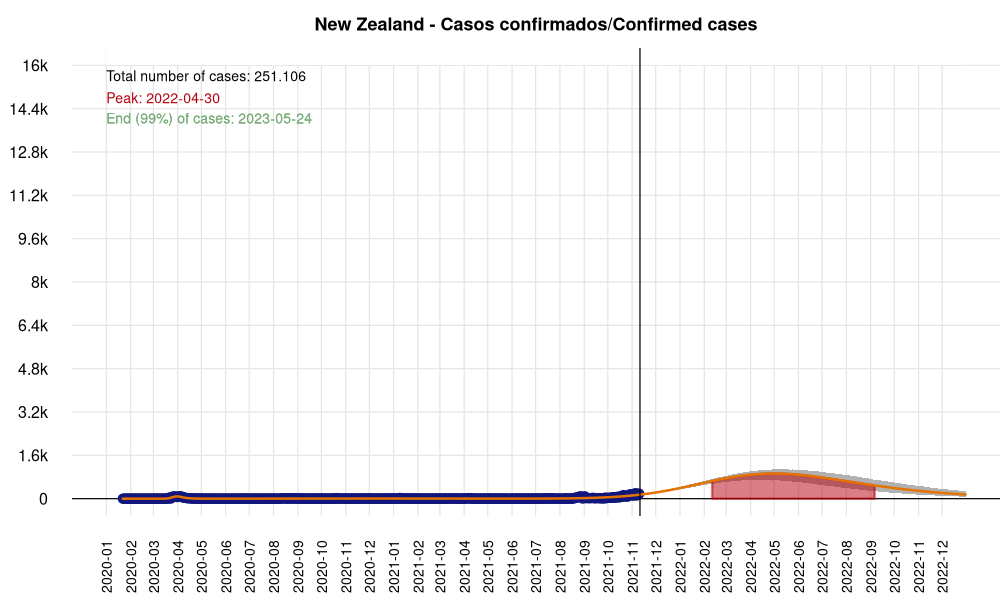 New Zealand - Casos confirmados/Confirmed cases
Total number of cases: 251.106
Peak: 2022-04-30
End (99%) of cases: 2023-05-24
16k
14.4k
12.8k
11.2k
9.6k
8k
6.4k
4.8k
3.2k
1.6k
0
2020-01
2020-02
2020-03
2020-04
2020-05
2020-06
2020-07
2020-08
2020-09
2020-10
2020-11
2020-12
2021-01
2021-02
2021-03
2021-04
2021-05
2021-06
2021-07
2021-08
2021-09
2021-10
2021-11
2021-12
2022-01
2022-02
2022-03
2022-04
2022-05
2022-06
2022-07
2022-08
2022-09
2022-10
2022-11
2022-12